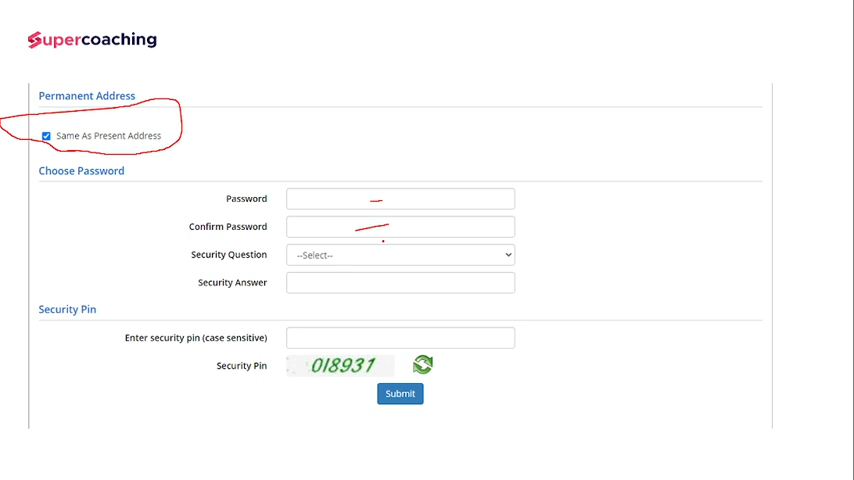 Supercoaching
Permanent Address
Same As Present Address
Choose Password
Password
Confirm Password
Security Question --Select--
Security Answer
Security Pin
Enter security pin (case sensitive)
Security Pin 018931
Submit